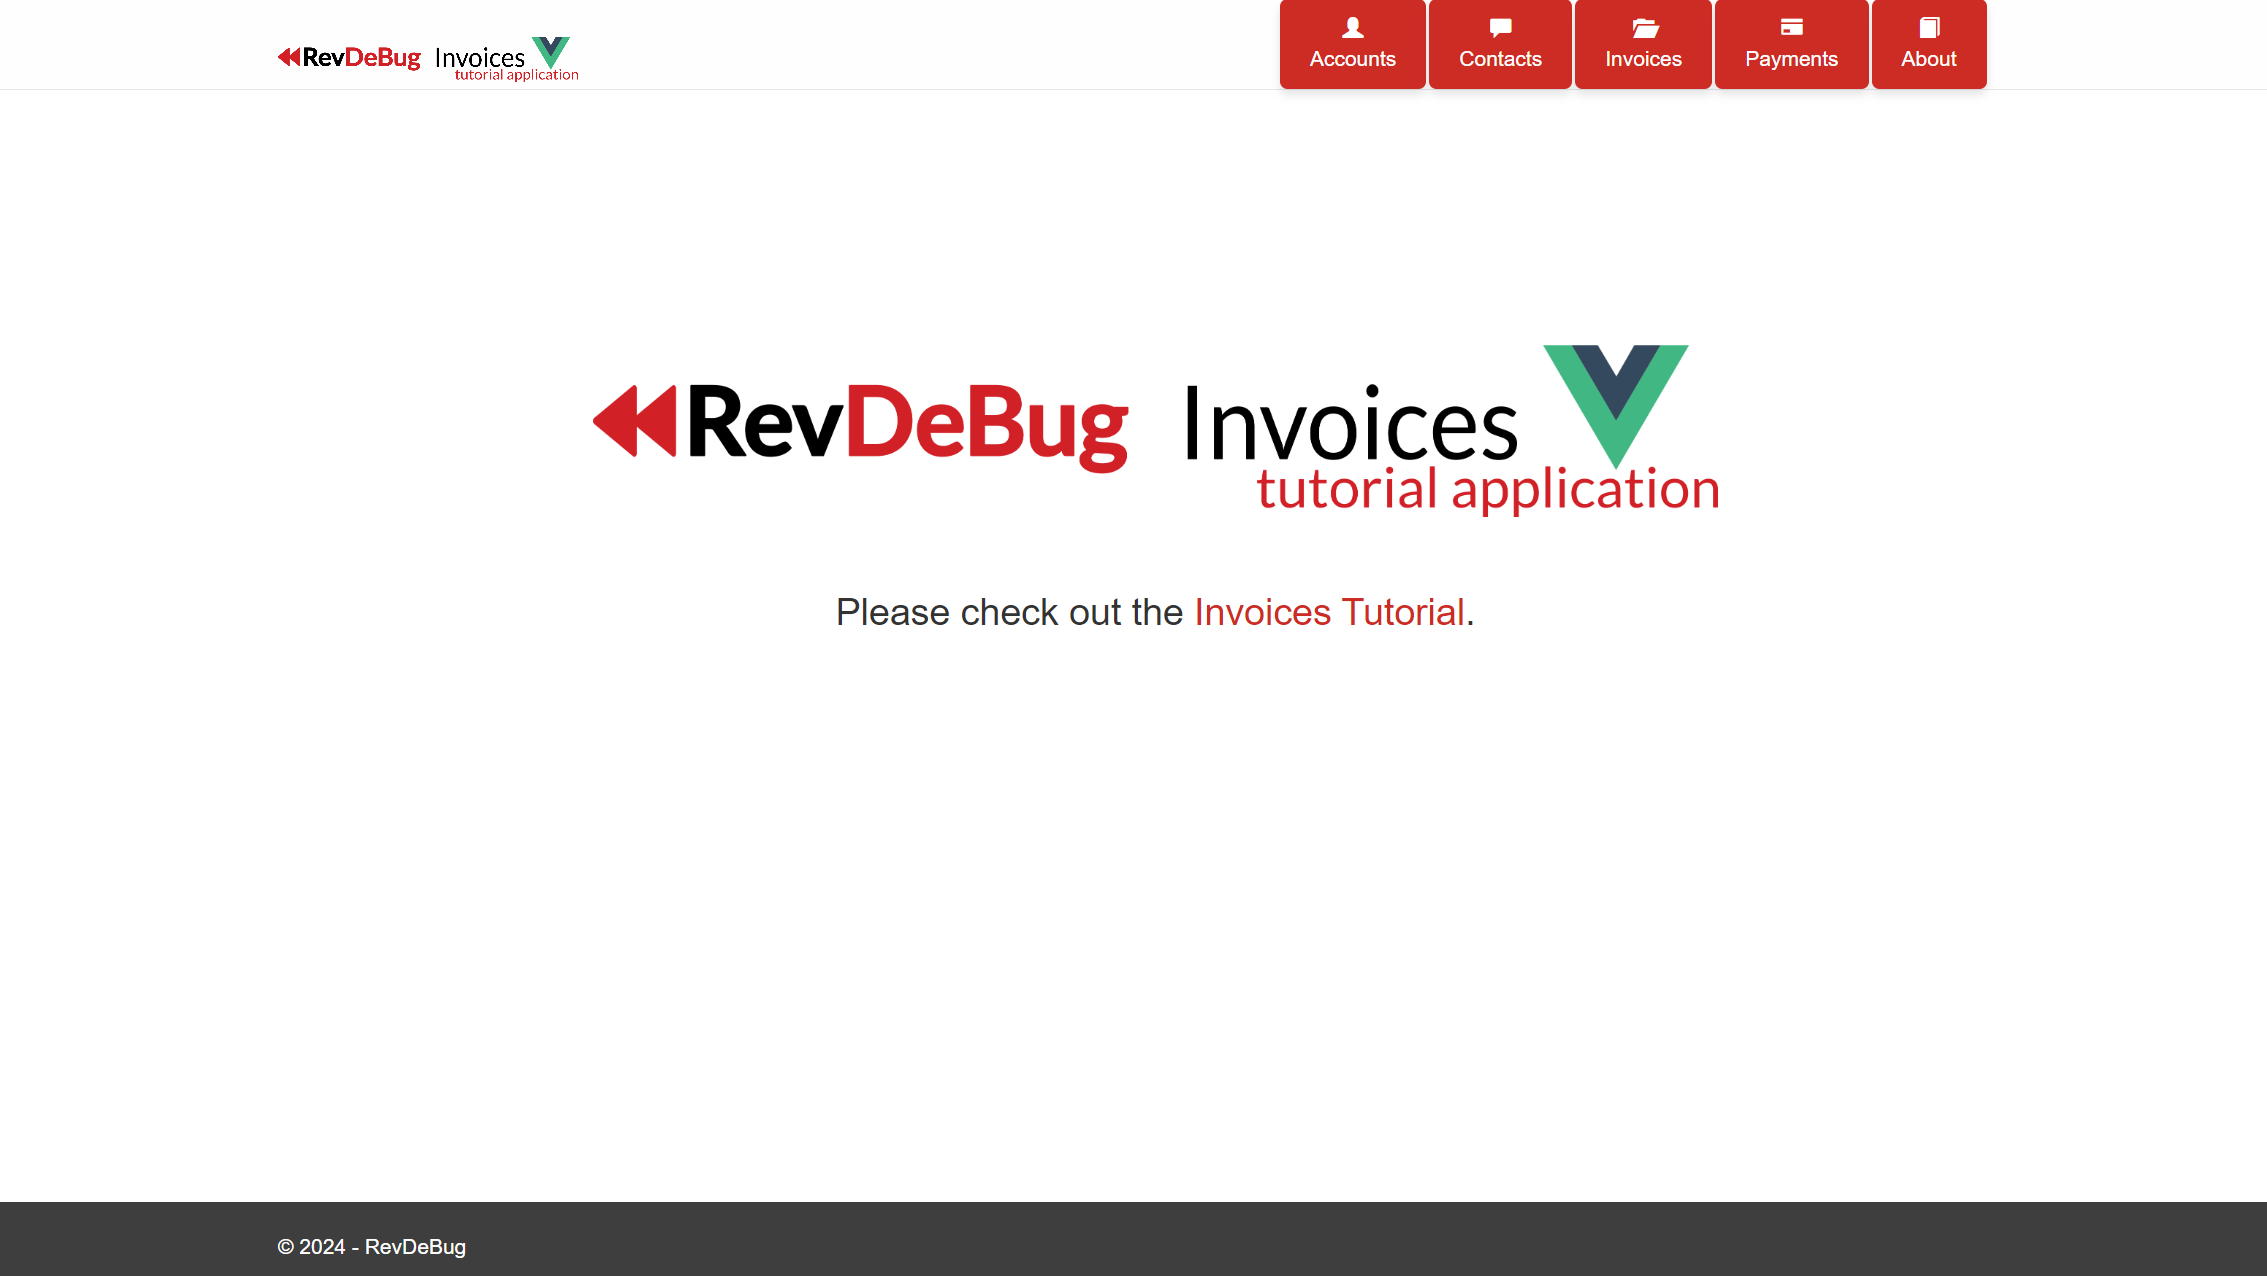 RevDeBug Invoices
tutorial application
Accounts
Contacts
Invoices
Payments
About
RevDeBug Invoices
tutorial application
Please check out the Invoices Tutorial.
© 2024 - RevDeBug